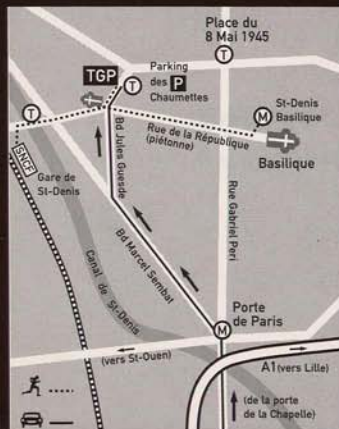 Place du
8 Mai 1945
T
TGP
T
Parking
des P
Chaumettes
T
M
St-Denis
Basilique
Rue de la République
(piétonne)
Basilique
SNCF
Gare de
St-Denis
Bd Jules Guesde
Rue Gabriel Peri
Bd Marcel Sembat
Canal de St-Denis
Porte
de Paris
M
(vers St-Ouen)
A1 (vers Lille)
(de la porte
de la Chapelle)